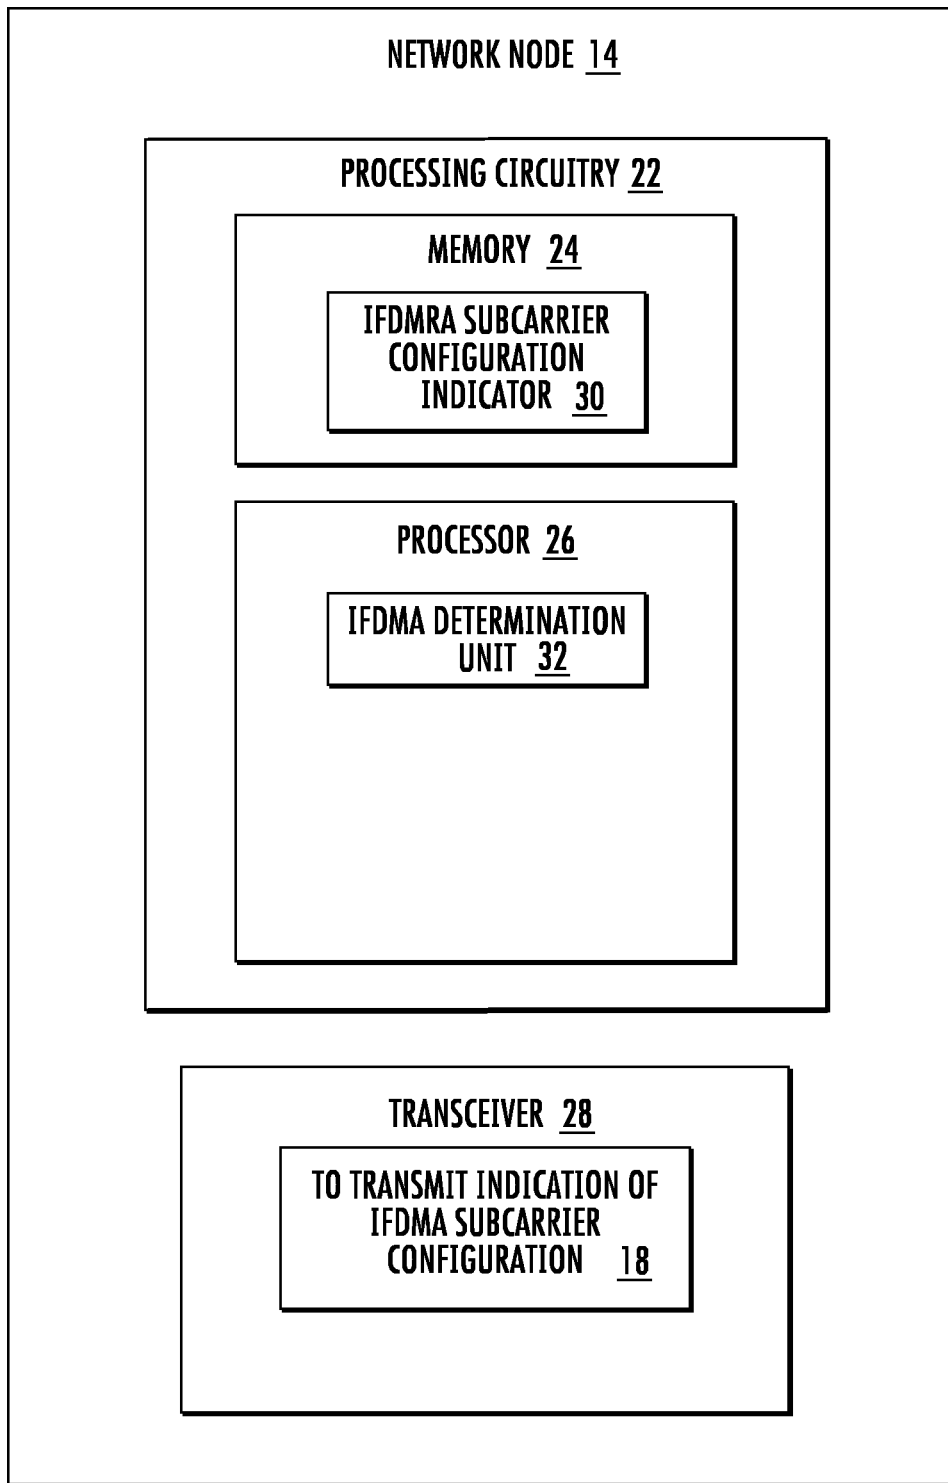 NETWORK NODE 14
PROCESSING CIRCUITRY 22
MEMORY 24
IFDMRA SUBCARRIER
CONFIGURATION
INDICATOR 30
PROCESSOR 26
IFDMA DETERMINATION
UNIT 32
TRANSCEIVER 28
TO TRANSMIT INDICATION OF
IFDMA SUBCARRIER
CONFIGURATION 18